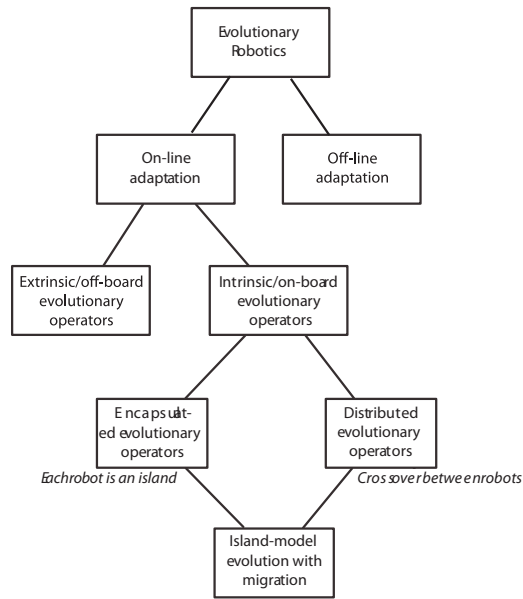 Evolutionary
Robotics
On-line
adaptation
Off-line
adaptation
Extrinsic/off-board
evolutionary
operators
Intrinsic/on-board
evolutionary
operators
Encapsulat-
ed evolutionary
operators
Distributed
evolutionary
operators
Each robot is an island
Crossover between robots
Island-model
evolution with
migration